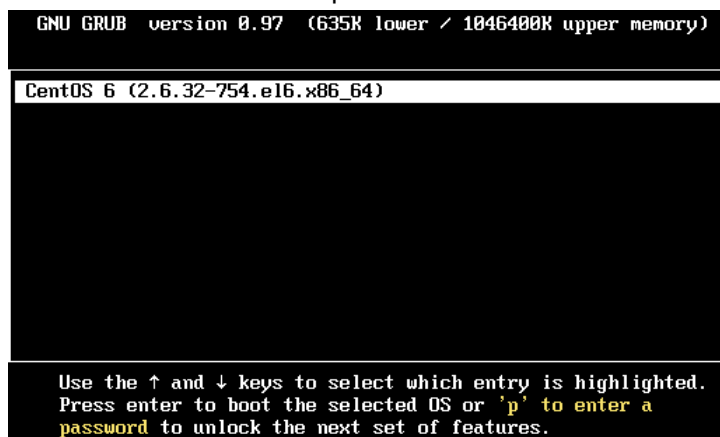 GNU GRUB  version 0.97  (635K lower / 1046400K upper memory)
CentOS 6 (2.6.32-754.el6.x86_64)
Use the ↑ and ↓ keys to select which entry is highlighted.
Press enter to boot the selected OS or 'p' to enter a
password to unlock the next set of features.